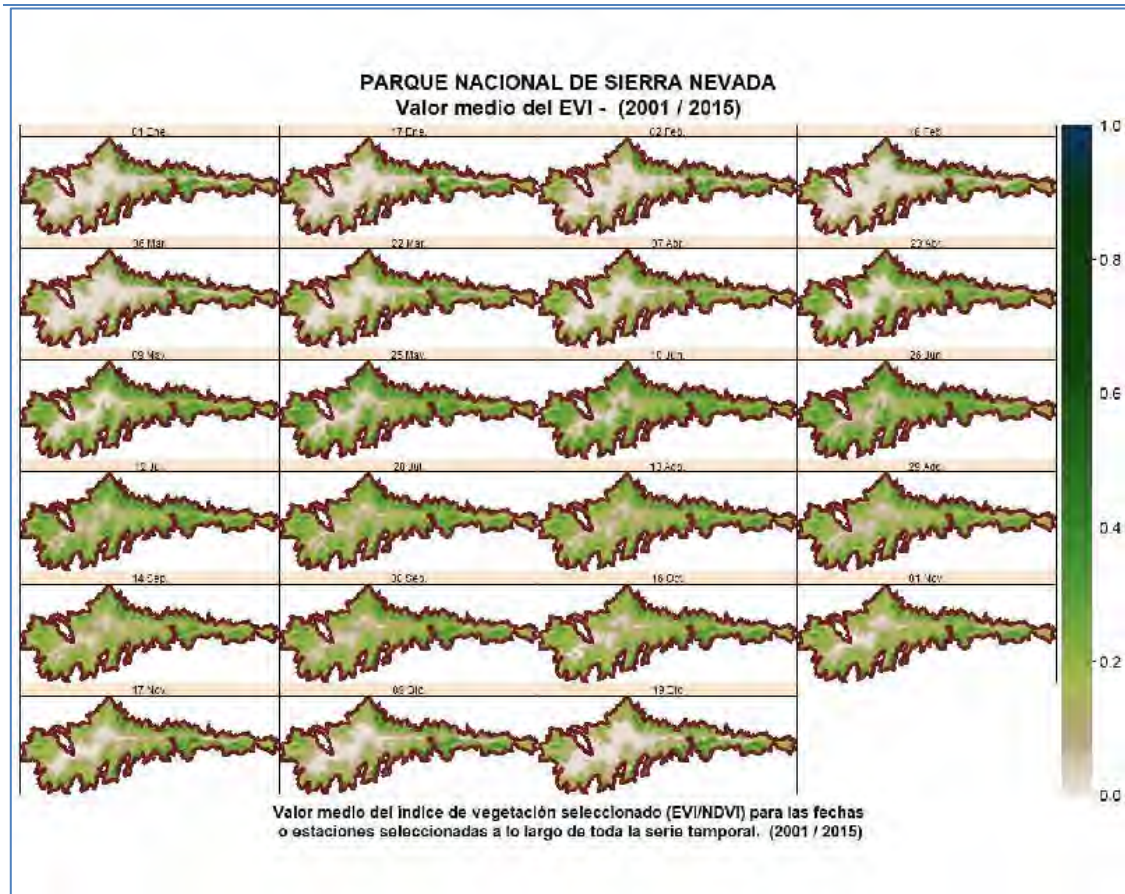 PARQUE NACIONAL DE SIERRA NEVADA
Valor medio del EVI - (2001 / 2015)
01 Ene. 17 Ene. 02 Feb. 18 Feb.
1.0
06 Mar. 22 Mar. 07 Abr. 23 Abr.
0.8
09 May. 25 May. 10 Jun. 26 Jun.
0.6
12 Jul. 28 Jul. 13 Ago. 29 Ago.
0.4
14 Sep. 30 Sep. 16 Oct. 01 Nov.
0.2
17 Nov. 03 Dic. 19 Dic.
0.0
Valor medio del índice de vegetación seleccionado (EVI/NDVI) para las fechas
o estaciones seleccionadas a lo largo de toda la serie temporal. (2001 / 2015)